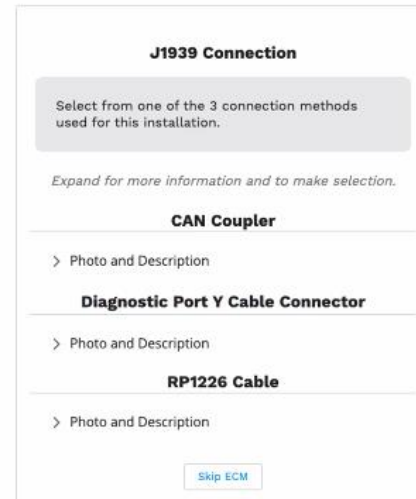 J1939 Connection
Select from one of the 3 connection methods
used for this installation.
Expand for more information and to make selection.
CAN Coupler
Photo and Description
Diagnostic Port Y Cable Connector
Photo and Description
RP1226 Cable
Photo and Description
Skip ECM